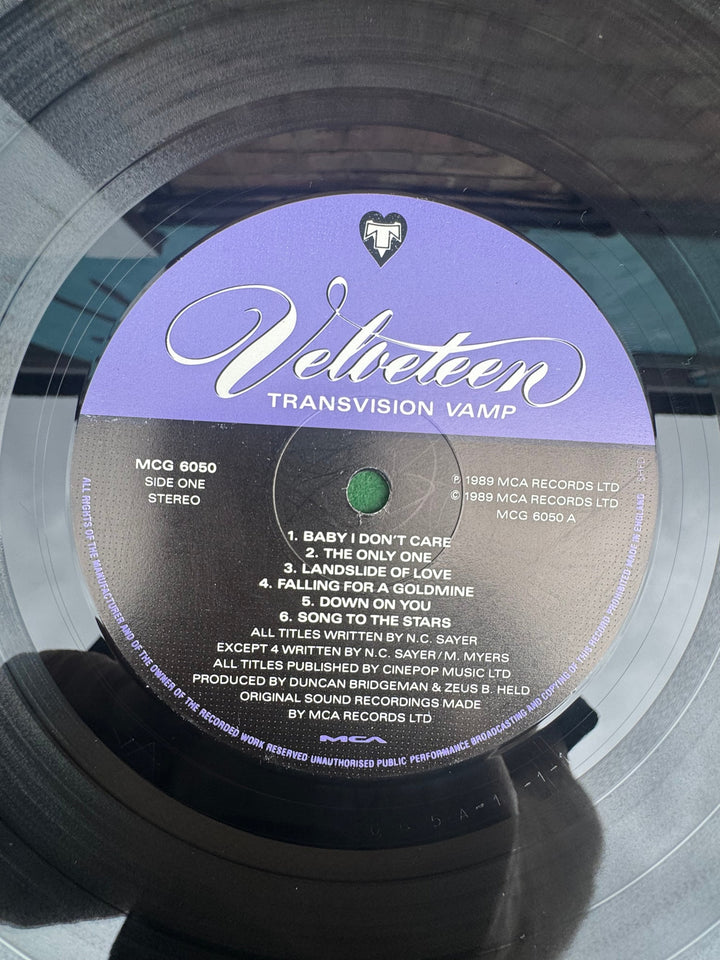 T
Velveteen
TRANSVISION VAMP
MCG 6050
SIDE ONE
STEREO
Ⓟ 1989 MCA RECORDS LTD
© 1989 MCA RECORDS LTD
MCG 6050 A
1. BABY I DON'T CARE
2. THE ONLY ONE
3. LANDSLIDE OF LOVE
4. FALLING FOR A GOLDMINE
5. DOWN ON YOU
6. SONG TO THE STARS
ALL TITLES WRITTEN BY N.C. SAYER
EXCEPT 4 WRITTEN BY N.C. SAYER/M. MYERS
ALL TITLES PUBLISHED BY CINEPOP MUSIC LTD
PRODUCED BY DUNCAN BRIDGEMAN & ZEUS B. HELD
ORIGINAL SOUND RECORDINGS MADE
BY MCA RECORDS LTD
MCA
ALL RIGHTS OF THE MANUFACTURER AND OF THE OWNER OF THE RECORDED WORK RESERVED UNAUTHORISED PUBLIC PERFORMANCE BROADCASTING AND COPYING OF THIS RECORD PROHIBITED MADE IN ENGLAND